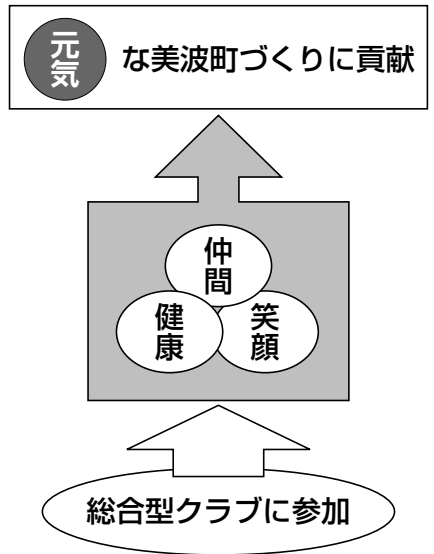 元気な美波町づくりに貢献
仲間
健康
笑顔
総合型クラブに参加